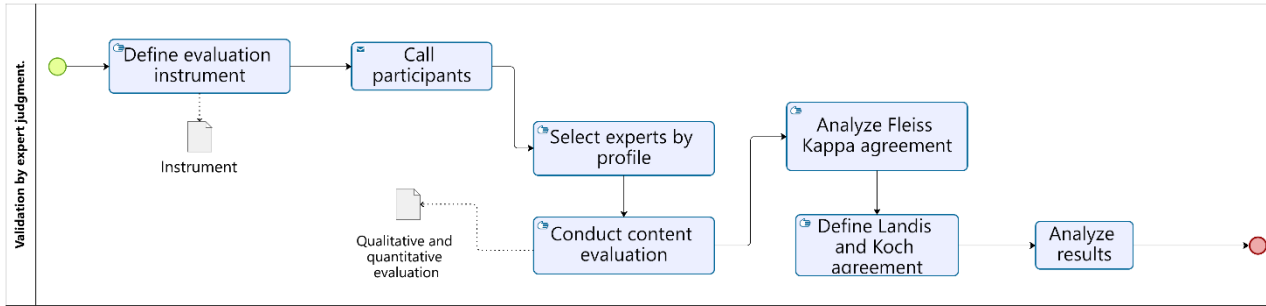 Validation by expert judgment.
Define evaluation
instrument
Instrument
Call
participants
Select experts by
profile
Conduct content
evaluation
Qualitative and
quantitative
evaluation
Analyze Fleiss
Kappa agreement
Define Landis
and Koch
agreement
Analyze
results